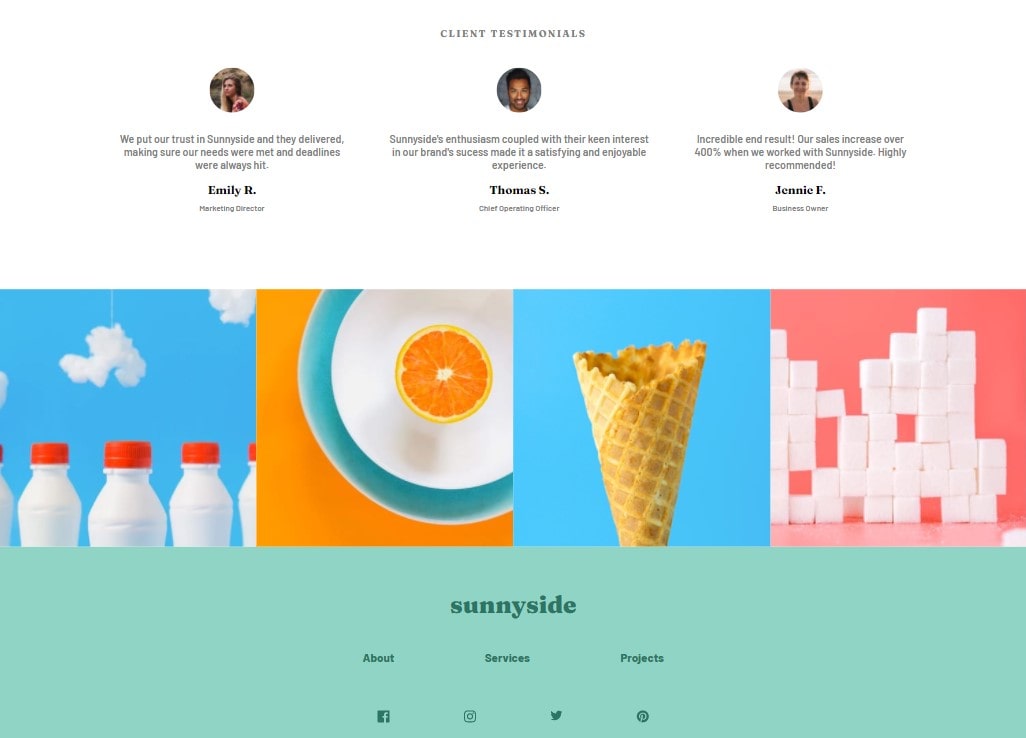 CLIENT TESTIMONIALS
We put our trust in Sunnyside and they delivered,
making sure our needs were met and deadlines
were always hit.
Emily R.
Marketing Director
Sunnyside's enthusiasm coupled with their keen interest
in our brand's sucess made it a satisfying and enjoyable
experience.
Thomas S.
Chief Operating Officer
Incredible end result! Our sales increase over
400% when we worked with Sunnyside. Highly
recommended!
Jennie F.
Business Owner
sunnyside
About Services Projects